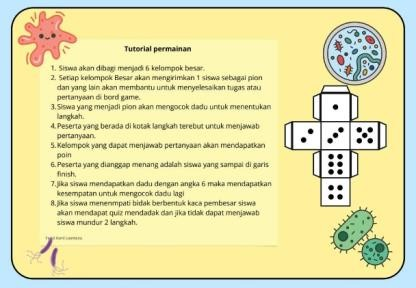 Tutorial permainan
1. Siswa akan dibagi menjadi 6 kelompok besar.
2. Setiap kelompok Besar akan mengirimkan 1 siswa sebagai pion
dan yang lain akan membantu untuk menyelesaikan tugas atau
pertanyaan di bord game.
3. Siswa yang menjadi pion akan mengocok dadu untuk menentukan
langkah.
4. Peserta yang berada di kotak langkah terebut untuk menjawab
pertanyaan.
5. Kelompok yang dapat menjawab pertanyaan akan mendapatkan
poin
6. Peserta yang dianggap menang adalah siswa yang sampai di garis
finish.
7. Jika siswa mendapatkan dadu dengan angka 6 maka mendapatkan
kesempatan untuk mengocok dadu lagi
8. Jika siswa menenmpati bidak berbentuk kaca pembesar siswa
akan mendapat quiz mendadak dan jika tidak dapat menjawab
siswa mundur 2 langkah.